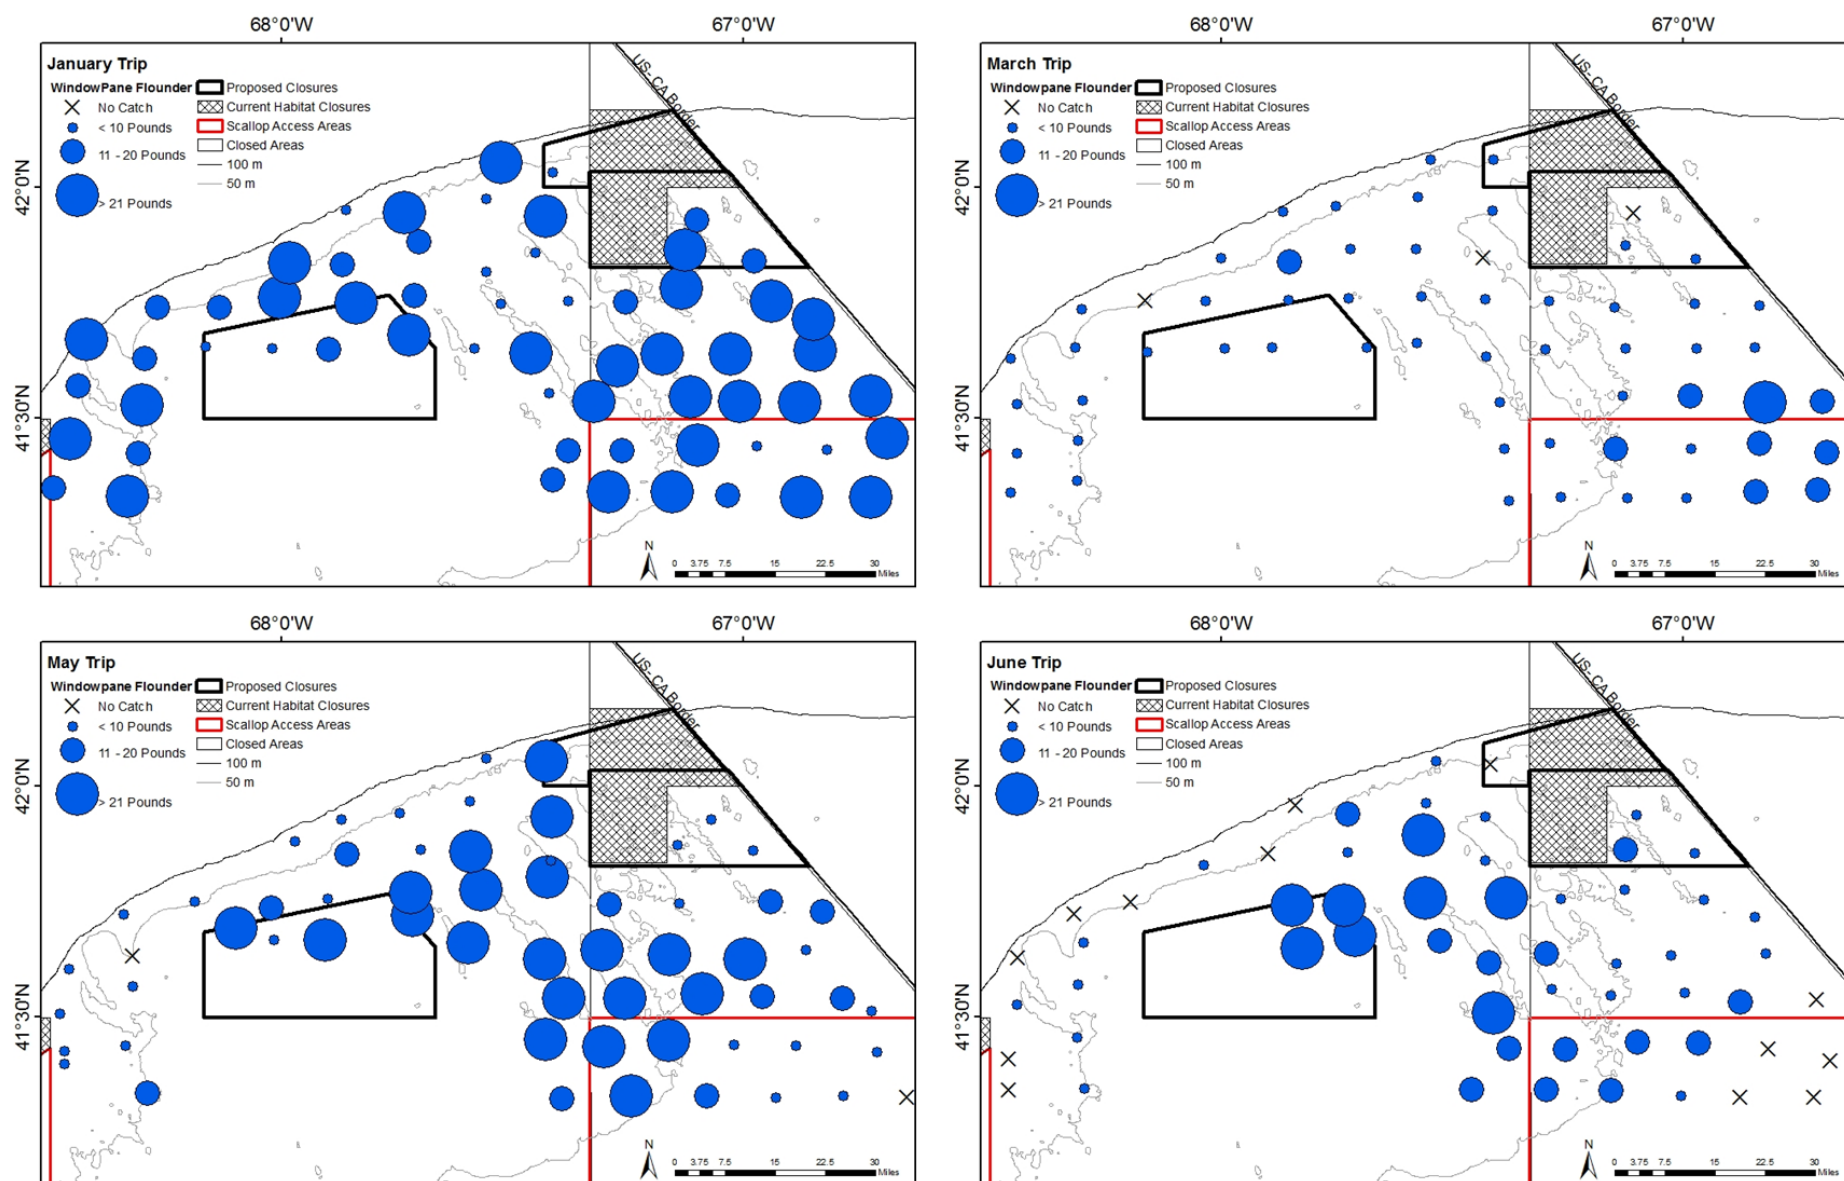 68°0'W 67°0'W 68°0'W 67°0'W
January Trip
WindowPane Flounder
No Catch
< 10 Pounds
11 - 20 Pounds
> 21 Pounds
Proposed Closures
Current Habitat Closures
Scallop Access Areas
Closed Areas
100 m
50 m
US- CA Border
42°0'N
41°30'N
N
0 3.75 7.5 15 22.5 30
Miles
March Trip
Windowpane Flounder
No Catch
< 10 Pounds
11 - 20 Pounds
> 21 Pounds
Proposed Closures
Current Habitat Closures
Scallop Access Areas
Closed Areas
100 m
50 m
US- CA Border
42°0'N
41°30'N
N
0 3.75 7.5 15 22.5 30
Miles
68°0'W 67°0'W 68°0'W 67°0'W
May Trip
Windowpane Flounder
No Catch
< 10 Pounds
11 - 20 Pounds
> 21 Pounds
Proposed Closures
Current Habitat Closures
Scallop Access Areas
Closed Areas
100 m
50 m
US- CA Border
42°0'N
41°30'N
N
0 3.75 7.5 15 22.5 30
Miles
June Trip
Windowpane Flounder
No Catch
< 10 Pounds
11 - 20 Pounds
> 21 Pounds
Proposed Closures
Current Habitat Closures
Scallop Access Areas
Closed Areas
100 m
50 m
US- CA Border
42°0'N
41°30'N
N
0 3.75 7.5 15 22.5 30
Miles